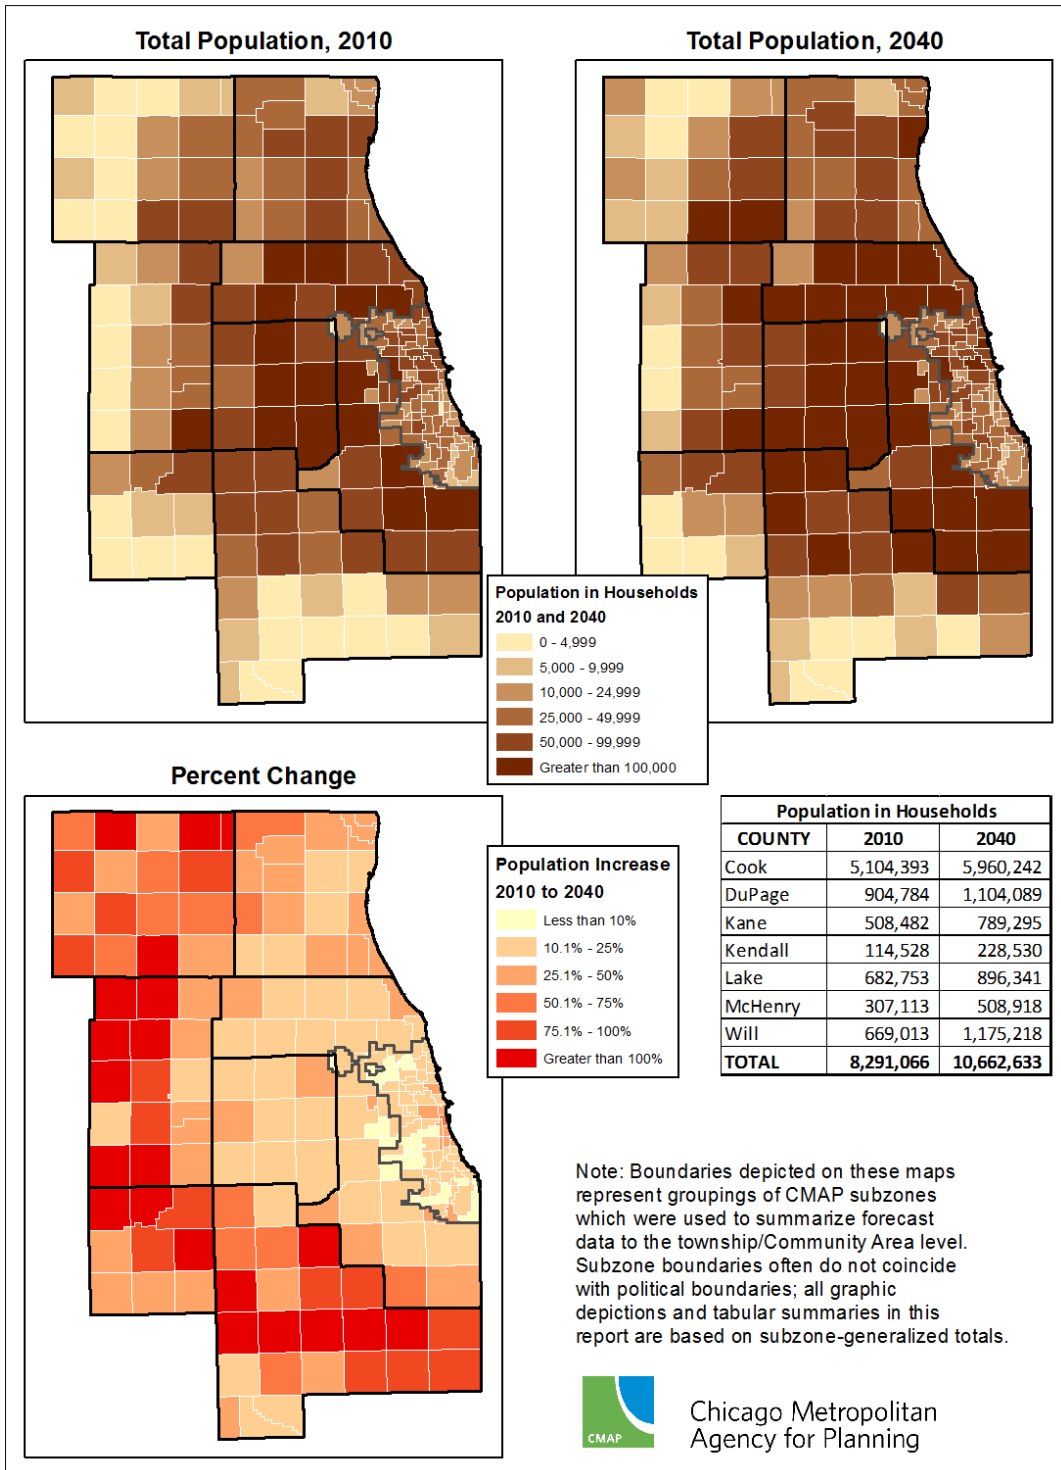 Total Population, 2010
Total Population, 2040
Population in Households
2010 and 2040
0 - 4,999
5,000 - 9,999
10,000 - 24,999
25,000 - 49,999
50,000 - 99,999
Greater than 100,000
Percent Change
Population Increase
2010 to 2040
Less than 10%
10.1% - 25%
25.1% - 50%
50.1% - 75%
75.1% - 100%
Greater than 100%
Population in Households
COUNTY 2010 2040
Cook 5,104,393 5,960,242
DuPage 904,784 1,104,089
Kane 508,482 789,295
Kendall 114,528 228,530
Lake 682,753 896,341
McHenry 307,113 508,918
Will 669,013 1,175,218
TOTAL 8,291,066 10,662,633
Note: Boundaries depicted on these maps
represent groupings of CMAP subzones
which were used to summarize forecast
data to the township/Community Area level.
Subzone boundaries often do not coincide
with political boundaries; all graphic
depictions and tabular summaries in this
report are based on subzone-generalized totals.
CMAP
Chicago Metropolitan
Agency for Planning